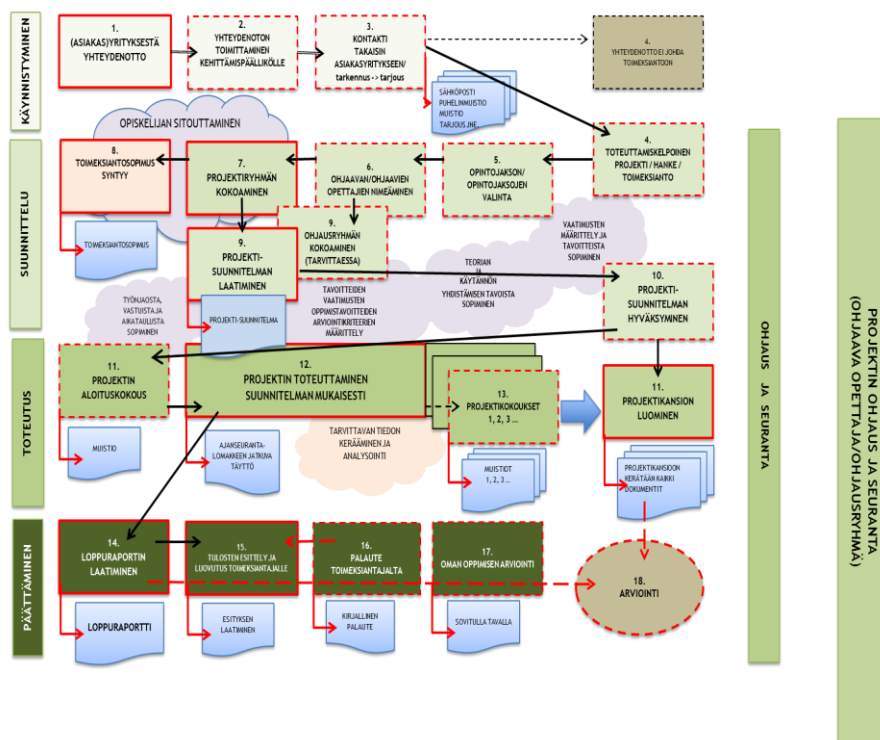 KÄYNNISTYMINEN
1.
(ASIAKAS)YRITYKSESTÄ
YHTEYDENOTTO
2.
YHTEYDENOTON
TOIMITTAMINEN
KEHITTÄMISPÄÄLLIKÖLLE
3.
KONTAKTI
TAKAISIN
ASIAKASYRITYKSEEN/
tarkennus -> tarjous
4.
YHTEYDENOTTO EI JOHDA
TOIMEKSIANTOON
SÄHKÖPOSTI
PUHELINMUISTIO
MUISTIO
TARJOUS JNE.
OPISKELIJAN SITOUTTAMINEN
SUUNNITTELU
8.
TOIMEKSIANTOSOPIMUS
SYNTYY
7.
PROJEKTIRYHMÄN
KOKOAMINEN
6.
OHJAAVAN/OHJAAVIEN
OPETTAJIEN NIMEÄMINEN
5.
OPINTOJAKSON/
OPINTOJAKSOJEN
VALINTA
4.
TOTEUTTAMISKELPOINEN
PROJEKTI / HANKE /
TOIMEKSIANTO
TOIMEKSIANTOSOPIMUS
9.
PROJEKTI-
SUUNNITELMAN
LAATIMINEN
9.
OHJAUSRYHMÄN
KOKOAMINEN
(TARVITTAESSA)
VAATIMUSTEN
MÄÄRITTELY JA
TAVOITTEISTA
SOPIMINEN
TEORIAN
JA
KÄYTÄNNÖN
YHDISTÄMISEN TAVOISTA
SOPIMINEN
10.
PROJEKTI-
SUUNNITELMAN
HYVÄKSYMINEN
TYÖNJAOSTA,
VASTUISTA JA
AIKATAULUSTA
SOPIMINEN
PROJEKTI-SUUNNITELMA
TAVOITTEIDEN
VAATIMUSTEN
OPPIMISTAVOITTEIDEN
ARVIOINTIKRITEERIEN
MÄÄRITTELY
TOTEUTUS
11.
PROJEKTIN
ALOITUSKOKOUS
12.
PROJEKTIN TOTEUTTAMINEN
SUUNNITELMAN MUKAISESTI
13.
PROJEKTIKOKOUKSET
1, 2, 3 ...
11.
PROJEKTIKANSION
LUOMINEN
MUISTIO
AJANSEURANTA-
LOMAKKEEN JATKUVA
TÄYTTÖ
TARVITTAVAN TIEDON
KERÄÄMINEN JA
ANALYSOINTI
MUISTIOT
1, 2, 3 ...
PROJEKTIKANSIOON
KERÄTÄÄN KAIKKI
DOKUMENTIT
PÄÄTTÄMINEN
14.
LOPPURAPORTIN
LAATIMINEN
15.
TULOSTEN ESITTELY JA
LUOVUTUS TOIMEKSIANTAJALLE
16.
PALAUTE
TOIMEKSIANTAJALTA
17.
OMAN OPPIMISEN ARVIOINTI
18.
ARVIOINTI
LOPPURAPORTTI
ESITYKSEN
LAATIMINEN
KIRJALLINEN
PALAUTE
SOVITULLA TAVALLA
OHJAUS JA SEURANTA
PROJEKTIN OHJAUS JA SEURANTA
(OHJAAVA OPETTAJA/OHJAUSRYHMÄ)